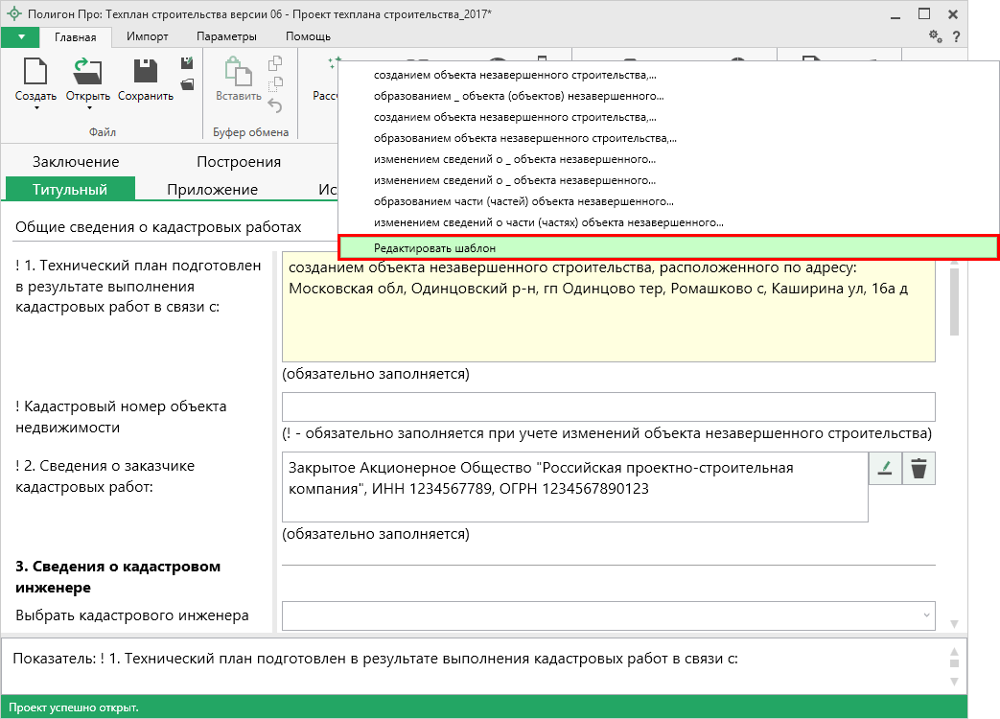 Полигон Про: Техплан строительства версии 06 - Проект техплана строительства_2017*
Главная Импорт Параметры Помощь
?
Создать Открыть Сохранить Вставить
Файл Буфер обмена
созданием объекта незавершенного строительства,...
образованием _ объекта (объектов) незавершенного...
созданием объекта незавершенного строительства,...
образованием объекта незавершенного строительства,...
изменением сведений о _ объекта незавершенного...
изменением сведений о _ объекта незавершенного...
образованием части (частей) объекта незавершенного...
изменением сведений о части (частях) объекта незавершенного...
Редактировать шаблон
Заключение Построения
Титульный Приложение
Общие сведения о кадастровых работах
! 1. Технический план подготовлен
в результате выполнения
кадастровых работ в связи с:
созданием объекта незавершенного строительства, расположенного по адресу:
Московская обл, Одинцовский р-н, гп Одинцово тер, Ромашково с, Каширина ул, 16а д
(обязательно заполняется)
! Кадастровый номер объекта
недвижимости
(! - обязательно заполняется при учете изменений объекта незавершенного строительства)
! 2. Сведения о заказчике
кадастровых работ:
Закрытое Акционерное Общество "Российская проектно-строительная
компания", ИНН 1234567789, ОГРН 1234567890123
(обязательно заполняется)
3. Сведения о кадастровом
инженере
Выбрать кадастрового инженера
Показатель: ! 1. Технический план подготовлен в результате выполнения кадастровых работ в связи с:
Проект успешно открыт.